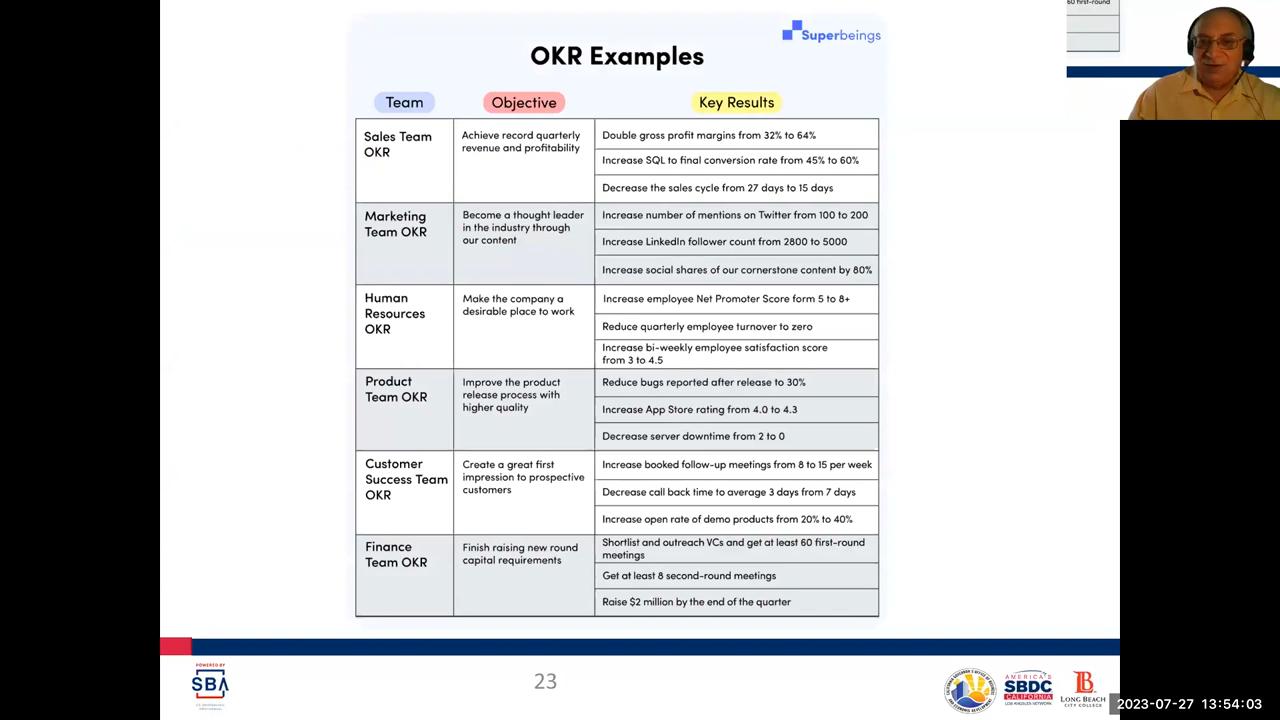 60 first-round
Superbeings
OKR Examples
Team
Objective
Key Results
Sales Team
OKR
Achieve record quarterly
revenue and profitability
Double gross profit margins from 32% to 64%
Increase SQL to final conversion rate from 45% to 60%
Decrease the sales cycle from 27 days to 15 days
Marketing
Team OKR
Become a thought leader
in the industry through
our content
Increase number of mentions on Twitter from 100 to 200
Increase LinkedIn follower count from 2800 to 5000
Increase social shares of our cornerstone content by 80%
Human
Resources
OKR
Make the company a
desirable place to work
Increase employee Net Promoter Score form 5 to 8+
Reduce quarterly employee turnover to zero
Increase bi-weekly employee satisfaction score
from 3 to 4.5
Product
Team OKR
Improve the product
release process with
higher quality
Reduce bugs reported after release to 30%
Increase App Store rating from 4.0 to 4.3
Decrease server downtime from 2 to 0
Customer
Success Team
OKR
Create a great first
impression to prospective
customers
Increase booked follow-up meetings from 8 to 15 per week
Decrease call back time to average 3 days from 7 days
Increase open rate of demo products from 20% to 40%
Finance
Team OKR
Finish raising new round
capital requirements
Shortlist and outreach VCs and get at least 60 first-round
meetings
Get at least 8 second-round meetings
Raise $2 million by the end of the quarter
POWERED BY
SBA
23
AMERICA'S
SBDC
CALIFORNIA
LOS ANGELES NETWORK
LONG BEACH
CITY COLLEGE
2023-07-27 13:54:03